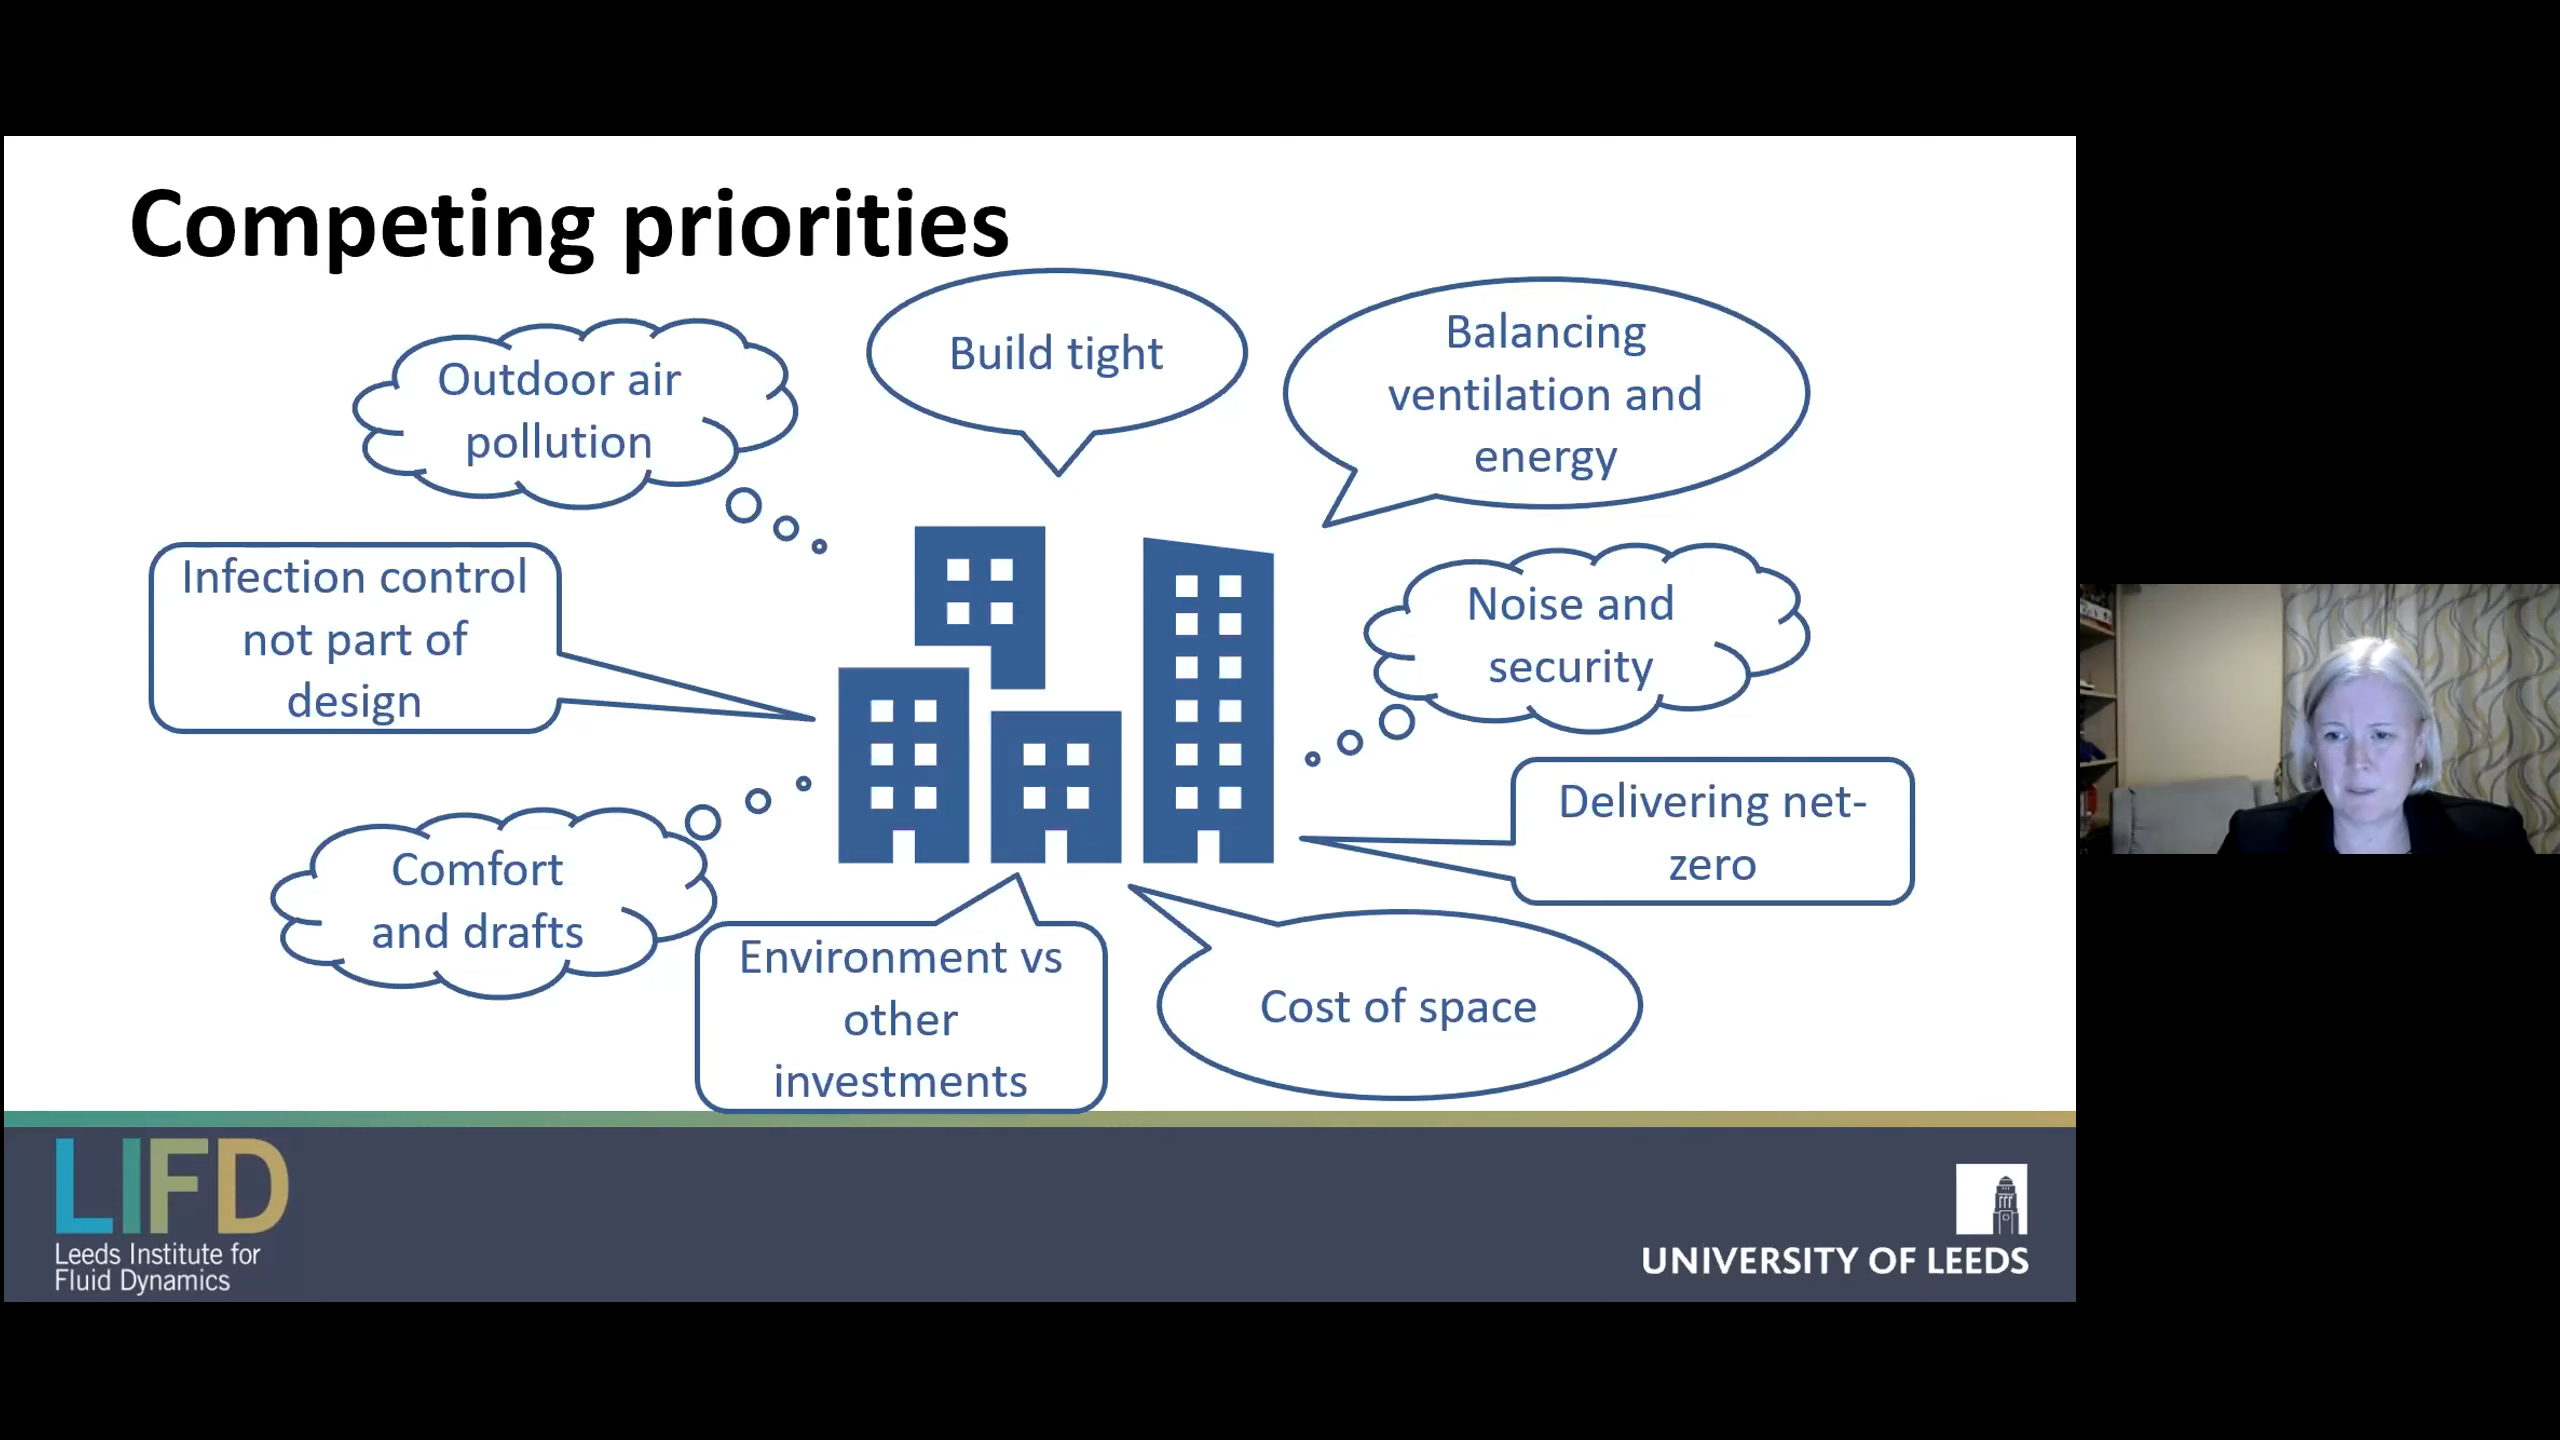 Competing priorities
Outdoor air
pollution
Build tight
Balancing
ventilation and
energy
Infection control
not part of
design
Noise and
security
Comfort
and drafts
Delivering net-
zero
Environment vs
other
investments
Cost of space
LIFD
Leeds Institute for
Fluid Dynamics
UNIVERSITY OF LEEDS